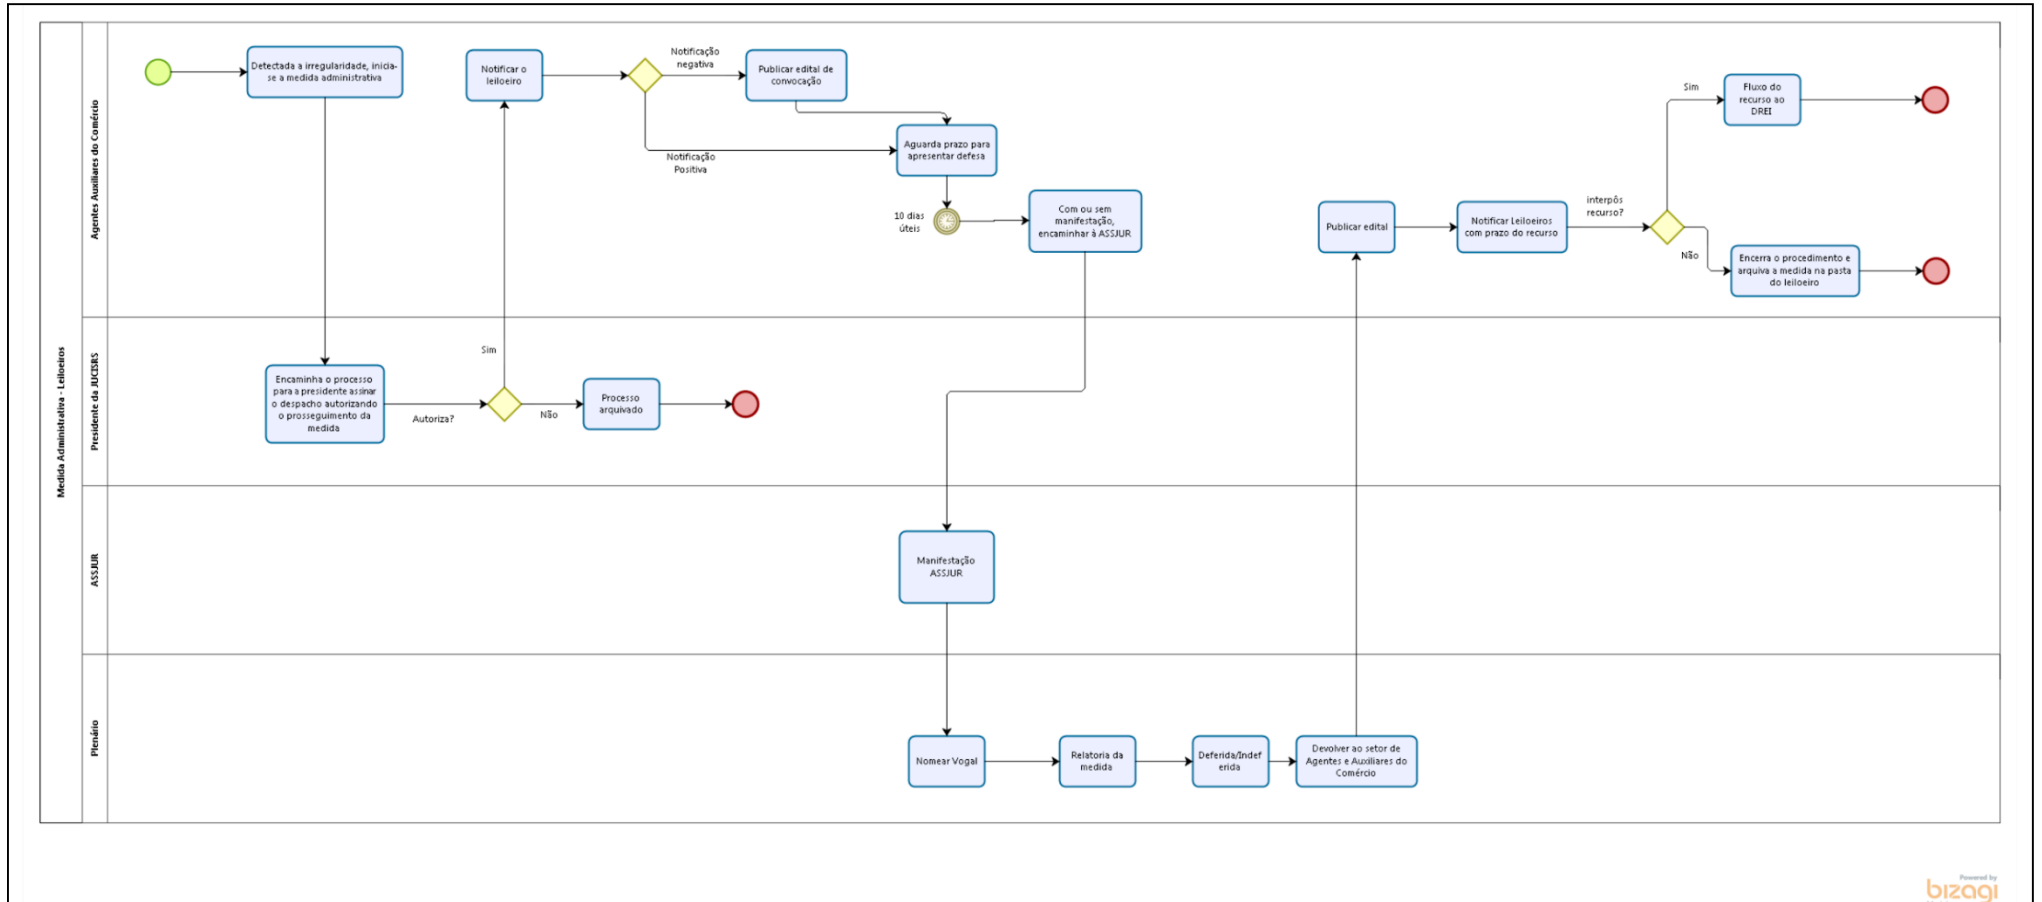 Medida Administrativa - Leiloeiros
Agentes Auxiliares do Comércio
Detectada a irregularidade, inicia-
se a medida administrativa
Notificar o
leiloeiro
Notificação
negativa
Publicar edital de
convocação
Notificação
Positiva
Aguarda prazo para
apresentar defesa
10 dias
úteis
Com ou sem
manifestação,
encaminhar à ASSJUR
Publicar edital
Notificar Leiloeiros
com prazo do recurso
interpôs
recurso?
Sim
Fluxo do
recurso ao
DREI
Não
Encerra o procedimento e
arquiva a medida na pasta
do leiloeiro
Presidente da JUCISRS
Encaminha o processo
para a presidente assinar
o despacho autorizando
o prosseguimento da
medida
Autoriza?
Sim
Não
Processo
arquivado
ASSJUR
Manifestação
ASSJUR
Plenário
Nomear Vogal
Relatoria da
medida
Deferida/Indef
erida
Devolver ao setor de
Agentes e Auxiliares do
Comércio
Powered by
bizagi